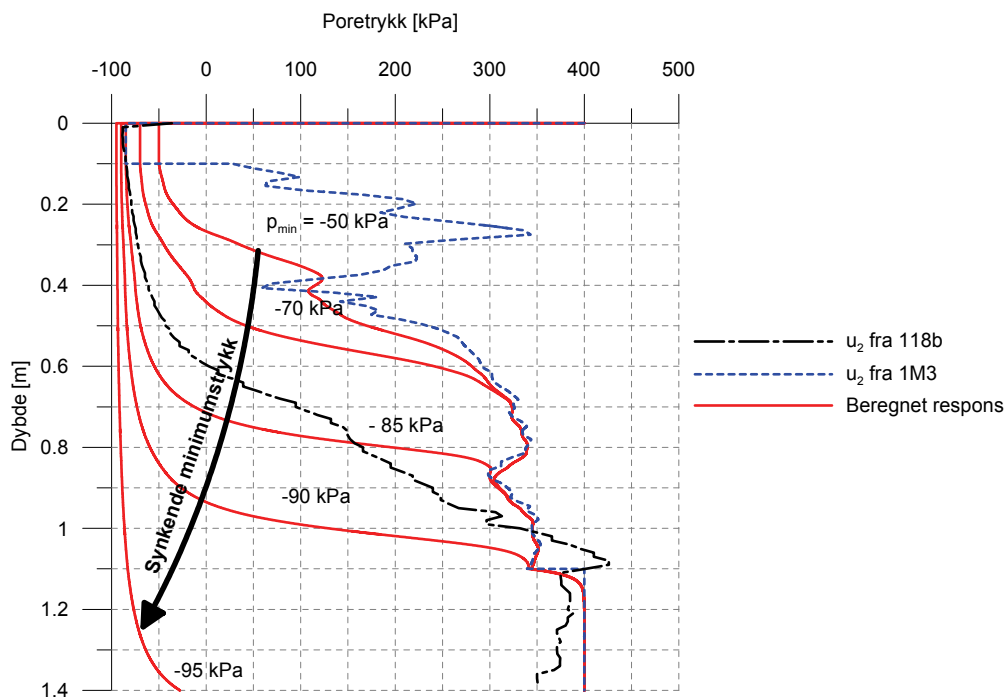 Poretrykk [kPa]
-100 0 100 200 300 400 500
0
0.2
0.4
0.6
0.8
1
1.2
1.4
Dybde [m]
p_min = -50 kPa
-70 kPa
- 85 kPa
-90 kPa
-95 kPa
Synkende minimumstrykk
u₂ fra 118b
u₂ fra 1M3
Beregnet respons